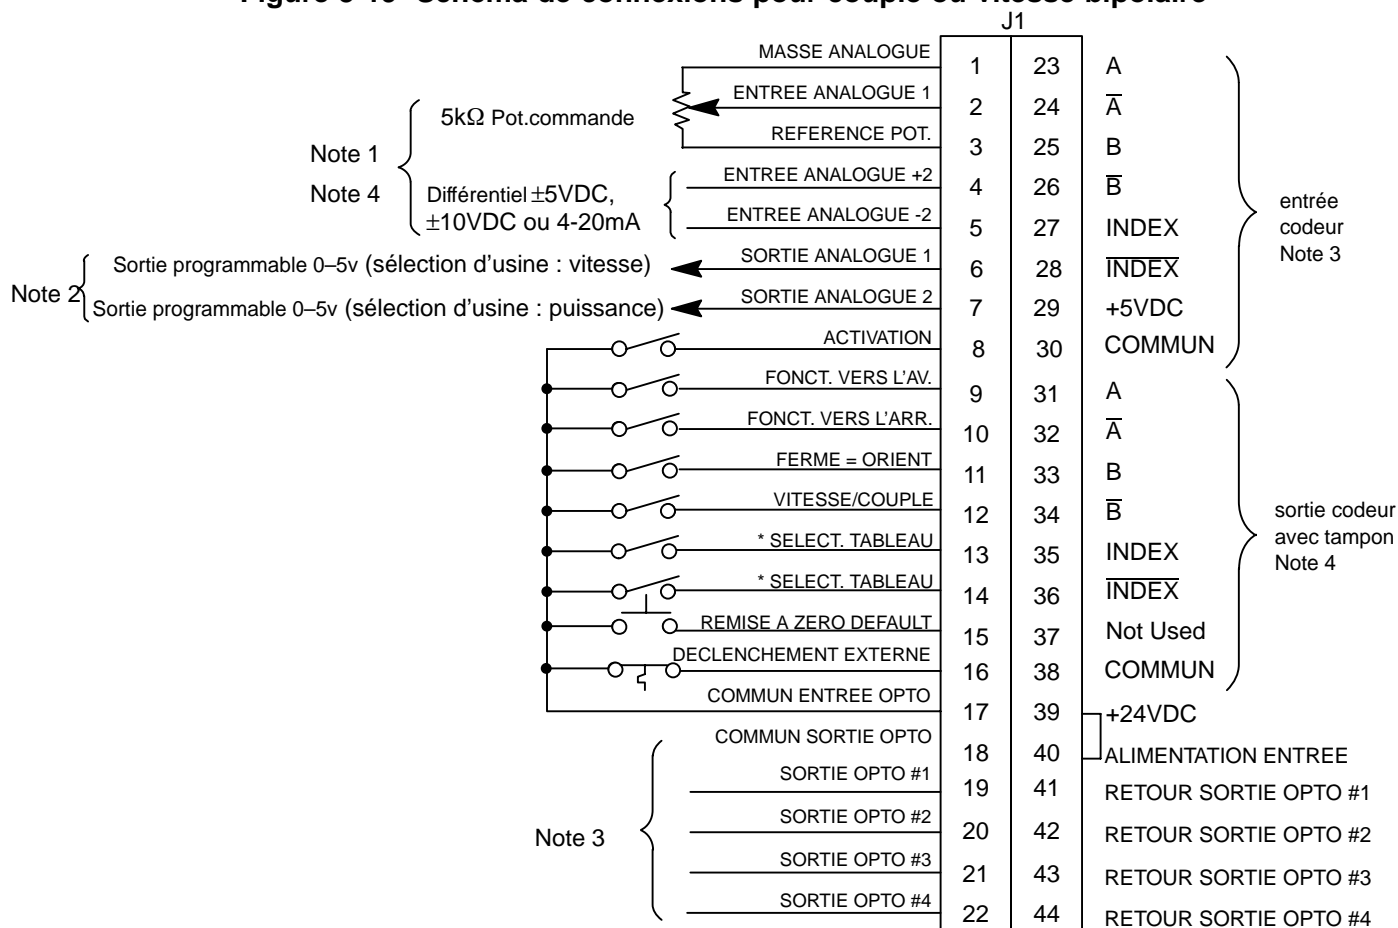 Figure 3-10 Schéma de connexions pour couple ou vitesse bipolaire
J1
MASSE ANALOGUE 1 23 A
5kΩ Pot.commande ENTREE ANALOGUE 1 2 24 A̅
REFERENCE POT. 3 25 B
Note 1
Note 4
ENTREE ANALOGUE +2 4 26 B̅
Différentiel ±5VDC,
±10VDC ou 4-20mA
ENTREE ANALOGUE -2 5 27 INDEX
entrée
codeur
Note 3
Note 2
Sortie programmable 0–5v (sélection d'usine : vitesse) SORTIE ANALOGUE 1 6 28 I̅N̅D̅E̅X̅
Sortie programmable 0–5v (sélection d'usine : puissance) SORTIE ANALOGUE 2 7 29 +5VDC
ACTIVATION 8 30 COMMUN
FONCT. VERS L'AV. 9 31 A
FONCT. VERS L'ARR. 10 32 A̅
FERME = ORIENT 11 33 B
VITESSE/COUPLE 12 34 B̅
* SELECT. TABLEAU 13 35 INDEX
* SELECT. TABLEAU 14 36 I̅N̅D̅E̅X̅
sortie codeur
avec tampon
Note 4
REMISE A ZERO DEFAULT 15 37 Not Used
DECLENCHEMENT EXTERNE 16 38 COMMUN
COMMUN ENTREE OPTO 17 39 +24VDC
COMMUN SORTIE OPTO 18 40 ALIMENTATION ENTREE
SORTIE OPTO #1 19 41 RETOUR SORTIE OPTO #1
Note 3
SORTIE OPTO #2 20 42 RETOUR SORTIE OPTO #2
SORTIE OPTO #3 21 43 RETOUR SORTIE OPTO #3
SORTIE OPTO #4 22 44 RETOUR SORTIE OPTO #4